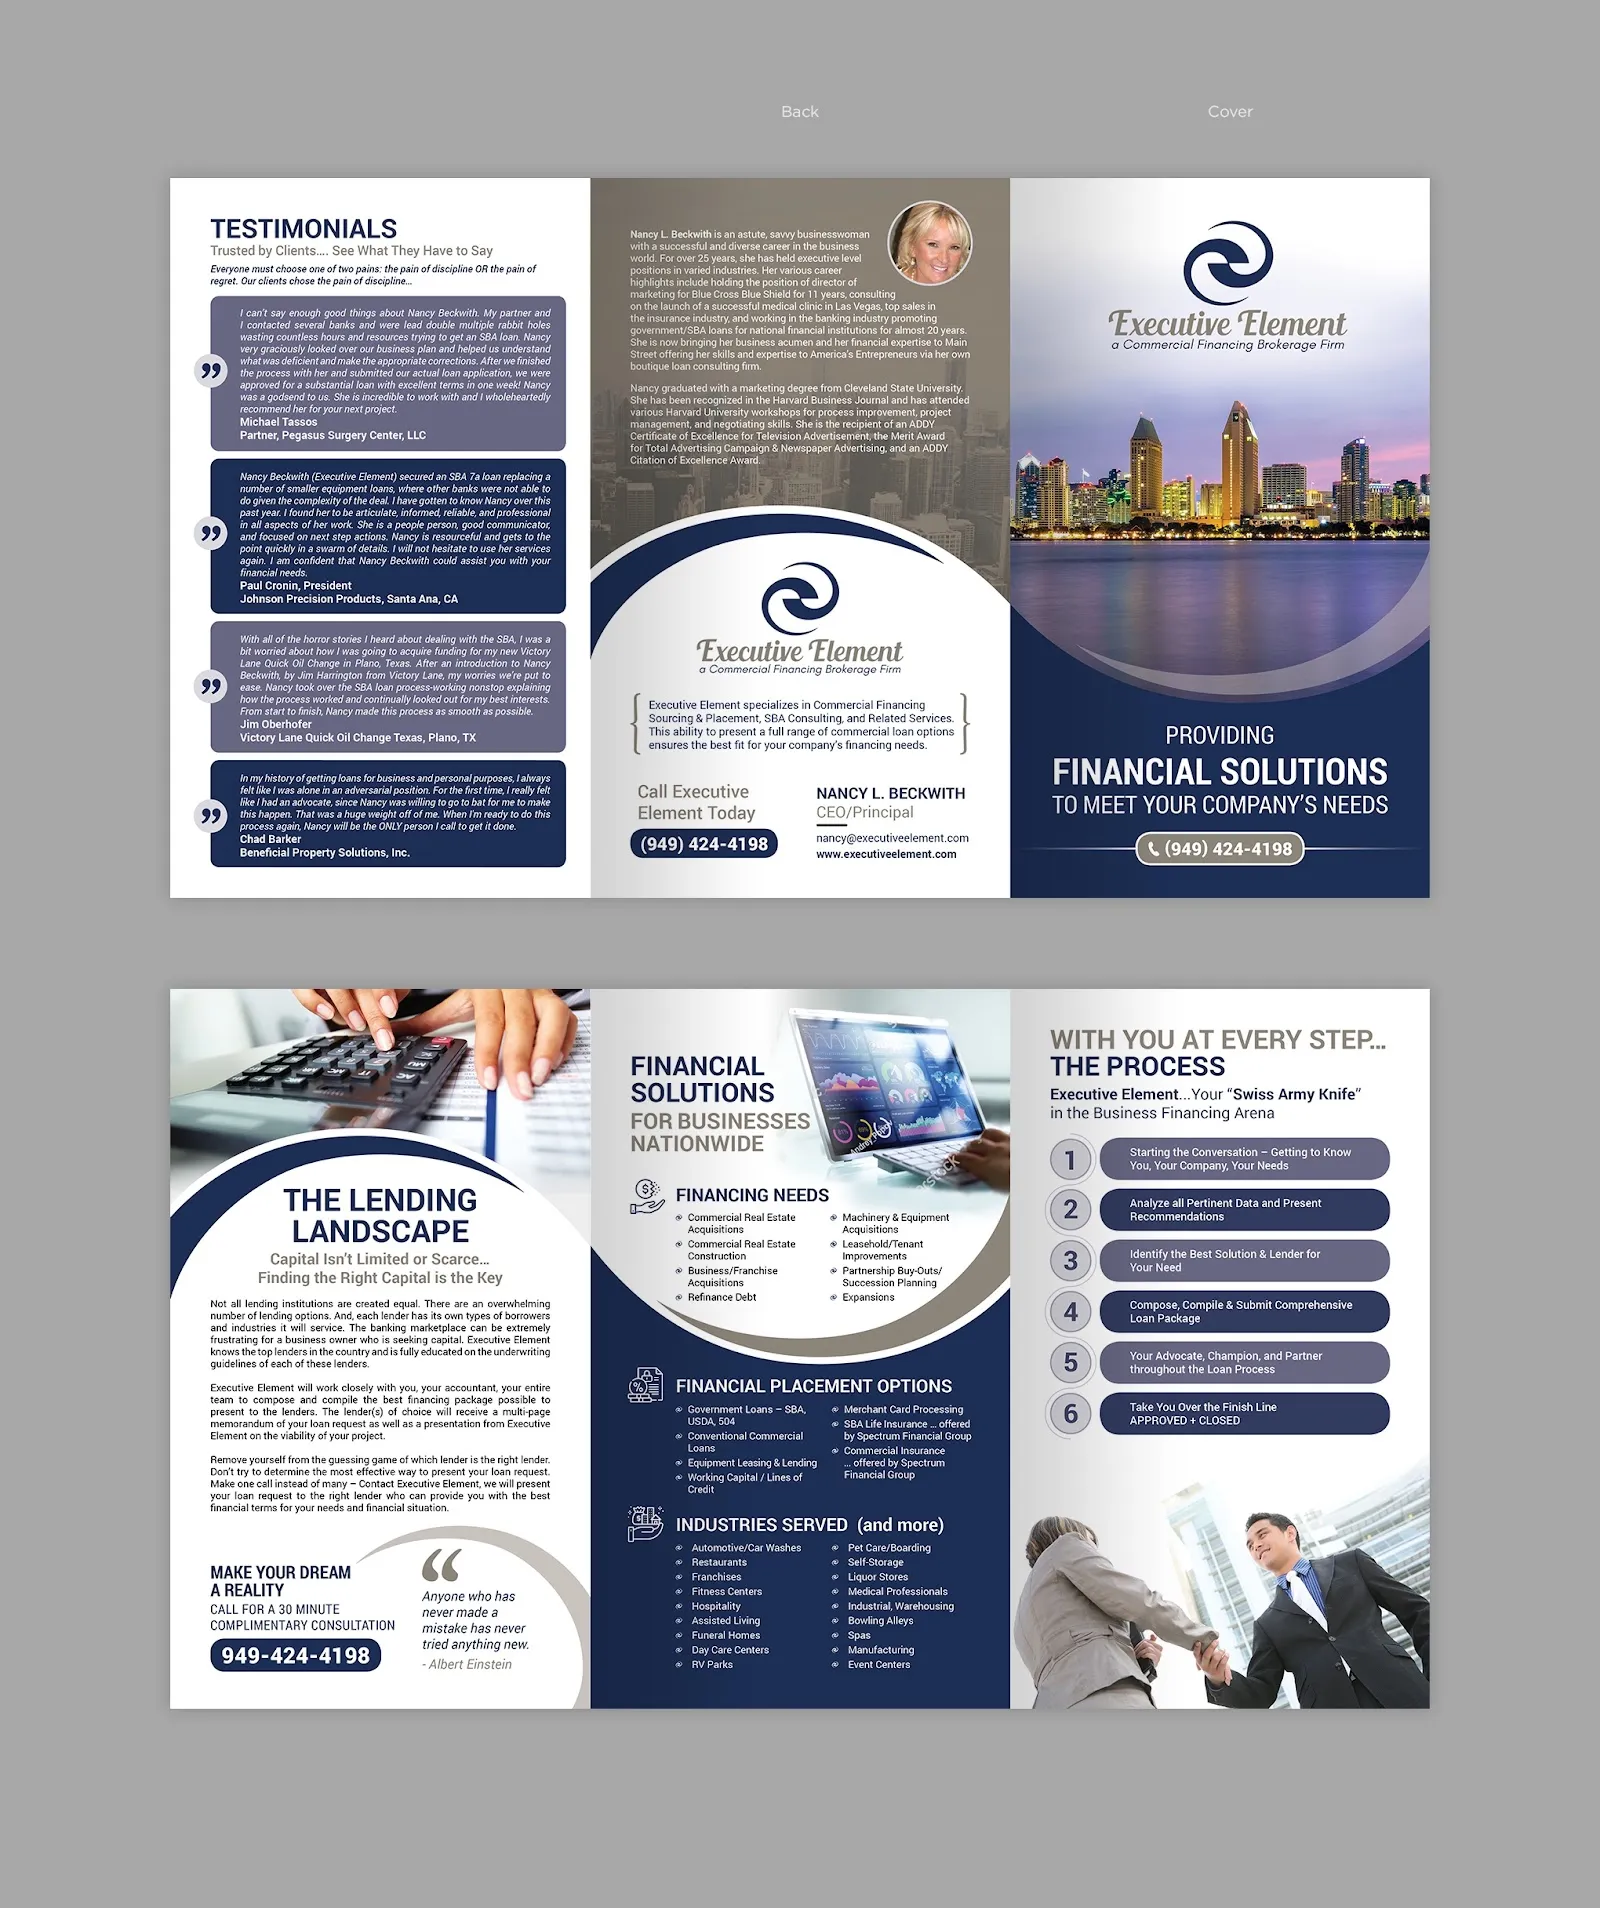 Back
Cover
TESTIMONIALS
Trusted by Clients.... See What They Have to Say
Everyone must choose one of two pains: the pain of discipline OR the pain of
regret. Our clients chose the pain of discipline...
I can't say enough good things about Nancy Beckwith. My partner and
I contacted several banks and were lead double multiple rabbit holes
wasting countless hours and resources trying to get an SBA loan. Nancy
very graciously looked over our business plan and helped us understand
what was deficient and make the appropriate corrections. After we finished
the process with her and submitted our actual loan application, we were
approved for a substantial loan with excellent terms in one week! Nancy
was a godsend to us. She is incredible to work with and I wholeheartedly
recommend her for your next project.
Michael Tassos
Partner, Pegasus Surgery Center, LLC
Nancy Beckwith (Executive Element) secured an SBA 7a loan replacing a
number of smaller equipment loans, where other banks were not able to
do given the complexity of the deal. I have gotten to know Nancy over this
past year. I found her to be articulate, informed, reliable, and professional
in all aspects of her work. She is a people person, good communicator,
and focused on next step actions. Nancy is resourceful and gets to the
point quickly in a swarm of details. I will not hesitate to use her services
again. I am confident that Nancy Beckwith could assist you with your
financial needs.
Paul Cronin, President
Johnson Precision Products, Santa Ana, CA
With all of the horror stories I heard about dealing with the SBA, I was a
bit worried about how I was going to acquire funding for my new Victory
Lane Quick Oil Change in Plano, Texas. After an introduction to Nancy
Beckwith, by Jim Harrington from Victory Lane, my worries we're put to
ease. Nancy took over the SBA loan process-working nonstop explaining
how the process worked and continually looked out for my best interests.
From start to finish, Nancy made this process as smooth as possible.
Jim Oberhofer
Victory Lane Quick Oil Change Texas, Plano, TX
In my history of getting loans for business and personal purposes, I always
felt like I was alone in an adversarial position. For the first time, I really felt
like I had an advocate, since Nancy was willing to go to bat for me to make
this happen. That was a huge weight off of me. When I'm ready to do this
process again, Nancy will be the ONLY person I call to get it done.
Chad Barker
Beneficial Property Solutions, Inc.
Nancy L. Beckwith is an astute, savvy businesswoman
with a successful and diverse career in the business
world. For over 25 years, she has held executive level
positions in varied industries. Her various career
highlights include holding the position of director of
marketing for Blue Cross Blue Shield for 11 years, consulting
on the launch of a successful medical clinic in Las Vegas, top sales in
the insurance industry, and working in the banking industry promoting
government/SBA loans for national financial institutions for almost 20 years.
She is now bringing her business acumen and her financial expertise to Main
Street offering her skills and expertise to America's Entrepreneurs via her own
boutique loan consulting firm.
Nancy graduated with a marketing degree from Cleveland State University.
She has been recognized in the Harvard Business Journal and has attended
various Harvard University workshops for process improvement, project
management, and negotiating skills. She is the recipient of an ADDY
Certificate of Excellence for Television Advertisement, the Merit Award
for Total Advertising Campaign & Newspaper Advertising, and an ADDY
Citation of Excellence Award.
Executive Element
a Commercial Financing Brokerage Firm
Executive Element specializes in Commercial Financing
Sourcing & Placement, SBA Consulting, and Related Services.
This ability to present a full range of commercial loan options
ensures the best fit for your company's financing needs.
Call Executive
Element Today
(949) 424-4198
NANCY L. BECKWITH
CEO/Principal
nancy@executiveelement.com
www.executiveelement.com
Executive Element
a Commercial Financing Brokerage Firm
PROVIDING
FINANCIAL SOLUTIONS
TO MEET YOUR COMPANY'S NEEDS
(949) 424-4198
THE LENDING
LANDSCAPE
Capital Isn't Limited or Scarce...
Finding the Right Capital is the Key
Not all lending institutions are created equal. There are an overwhelming
number of lending options. And, each lender has its own types of borrowers
and industries it will service. The banking marketplace can be extremely
frustrating for a business owner who is seeking capital. Executive Element
knows the top lenders in the country and is fully educated on the underwriting
guidelines of each of these lenders.
Executive Element will work closely with you, your accountant, your entire
team to compose and compile the best financing package possible to
present to the lenders. The lender(s) of choice will receive a multi-page
memorandum of your loan request as well as a presentation from Executive
Element on the viability of your project.
Remove yourself from the guessing game of which lender is the right lender.
Don't try to determine the most effective way to present your loan request.
Make one call instead of many – Contact Executive Element, we will present
your loan request to the right lender who can provide you with the best
financial terms for your needs and financial situation.
MAKE YOUR DREAM
A REALITY
CALL FOR A 30 MINUTE
COMPLIMENTARY CONSULTATION
949-424-4198
Anyone who has
never made a
mistake has never
tried anything new.
- Albert Einstein
FINANCIAL
SOLUTIONS
FOR BUSINESSES
NATIONWIDE
FINANCING NEEDS
Commercial Real Estate
Acquisitions
Commercial Real Estate
Construction
Business/Franchise
Acquisitions
Refinance Debt
Machinery & Equipment
Acquisitions
Leasehold/Tenant
Improvements
Partnership Buy-Outs/
Succession Planning
Expansions
FINANCIAL PLACEMENT OPTIONS
Government Loans – SBA,
USDA, 504
Conventional Commercial
Loans
Equipment Leasing & Lending
Working Capital / Lines of
Credit
Merchant Card Processing
SBA Life Insurance ... offered
by Spectrum Financial Group
Commercial Insurance
... offered by Spectrum
Financial Group
INDUSTRIES SERVED (and more)
Automotive/Car Washes
Restaurants
Franchises
Fitness Centers
Hospitality
Assisted Living
Funeral Homes
Day Care Centers
RV Parks
Pet Care/Boarding
Self-Storage
Liquor Stores
Medical Professionals
Industrial, Warehousing
Bowling Alleys
Spas
Manufacturing
Event Centers
WITH YOU AT EVERY STEP...
THE PROCESS
Executive Element...Your "Swiss Army Knife"
in the Business Financing Arena
1
Starting the Conversation – Getting to Know
You, Your Company, Your Needs
2
Analyze all Pertinent Data and Present
Recommendations
3
Identify the Best Solution & Lender for
Your Need
4
Compose, Compile & Submit Comprehensive
Loan Package
5
Your Advocate, Champion, and Partner
throughout the Loan Process
6
Take You Over the Finish Line
APPROVED + CLOSED